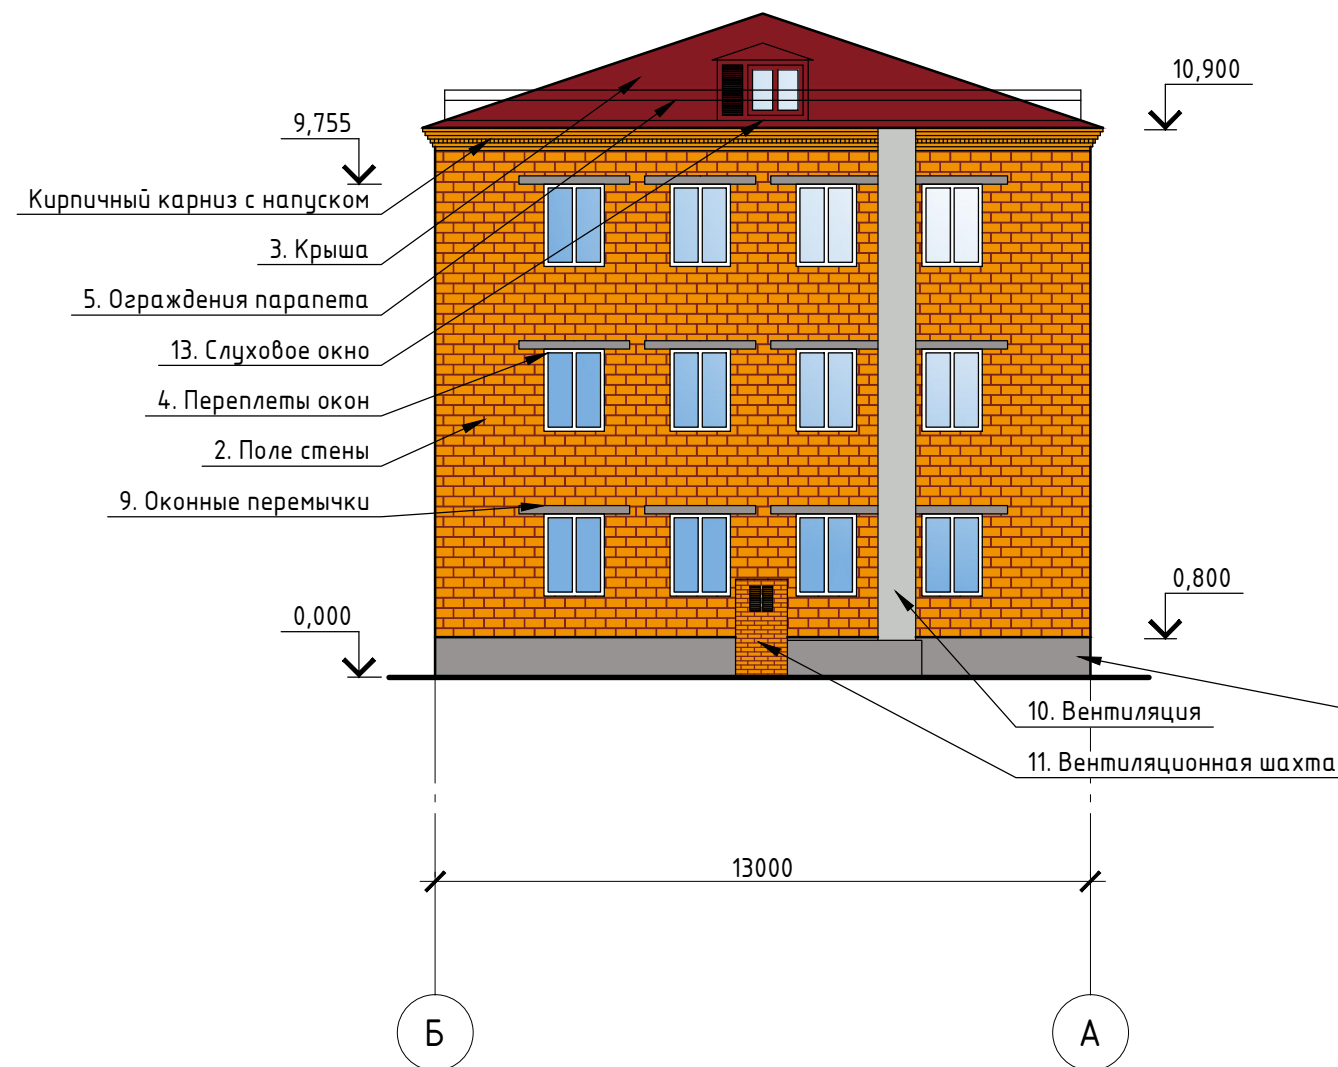 10,900
9,755
Кирпичный карниз с напуском
3. Крыша
5. Ограждения парапета
13. Слуховое окно
4. Переплеты окон
2. Поле стены
9. Оконные перемычки
0,800
0,000
10. Вентиляция
11. Вентиляционная шахта
13000
Б
А